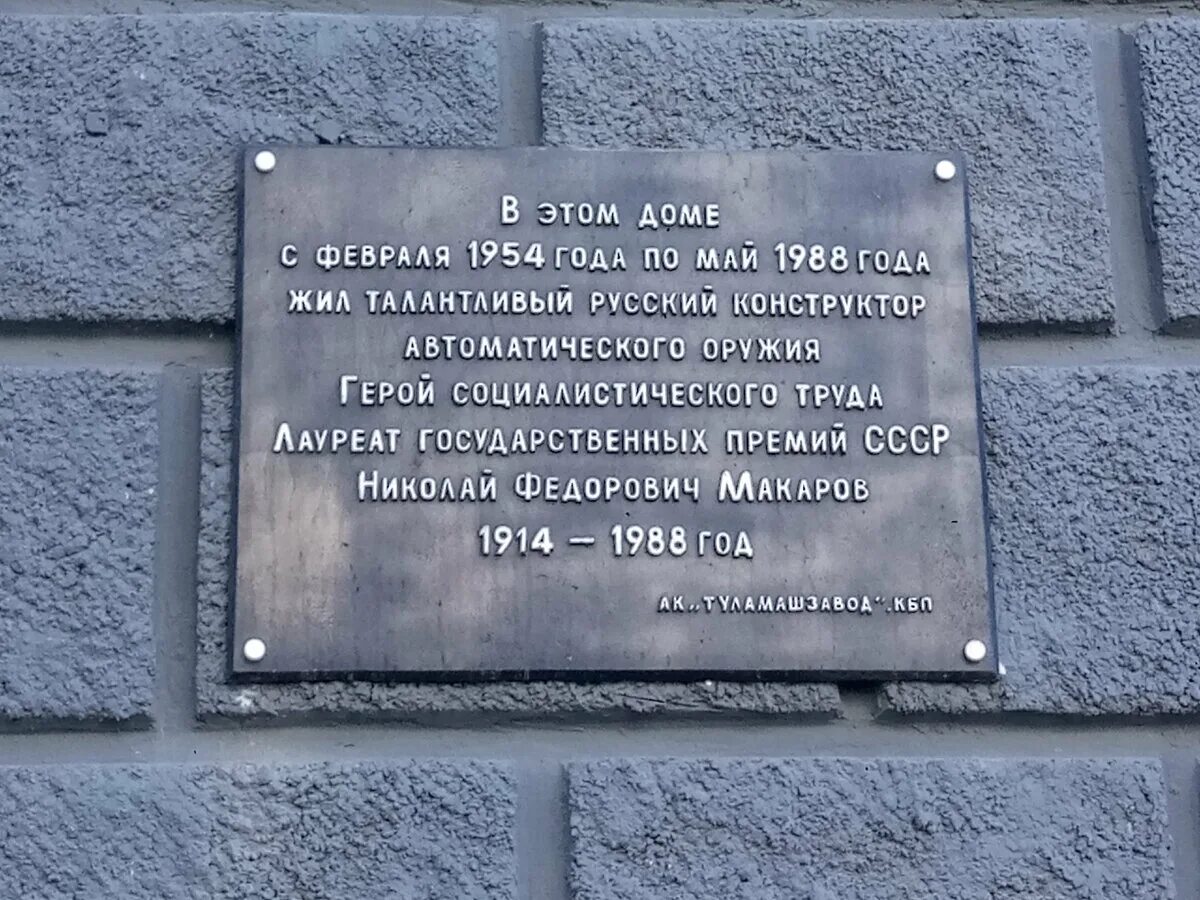 В ЭТОМ ДОМЕ
С ФЕВРАЛЯ 1954 ГОДА ПО МАЙ 1988 ГОДА
ЖИЛ ТАЛАНТЛИВЫЙ РУССКИЙ КОНСТРУКТОР
АВТОМАТИЧЕСКОГО ОРУЖИЯ
ГЕРОЙ СОЦИАЛИСТИЧЕСКОГО ТРУДА
ЛАУРЕАТ ГОСУДАРСТВЕННЫХ ПРЕМИЙ СССР
НИКОЛАЙ ФЕДОРОВИЧ МАКАРОВ
1914 – 1988 ГОД
АК „ТУЛАМАШЗАВОД". КБП